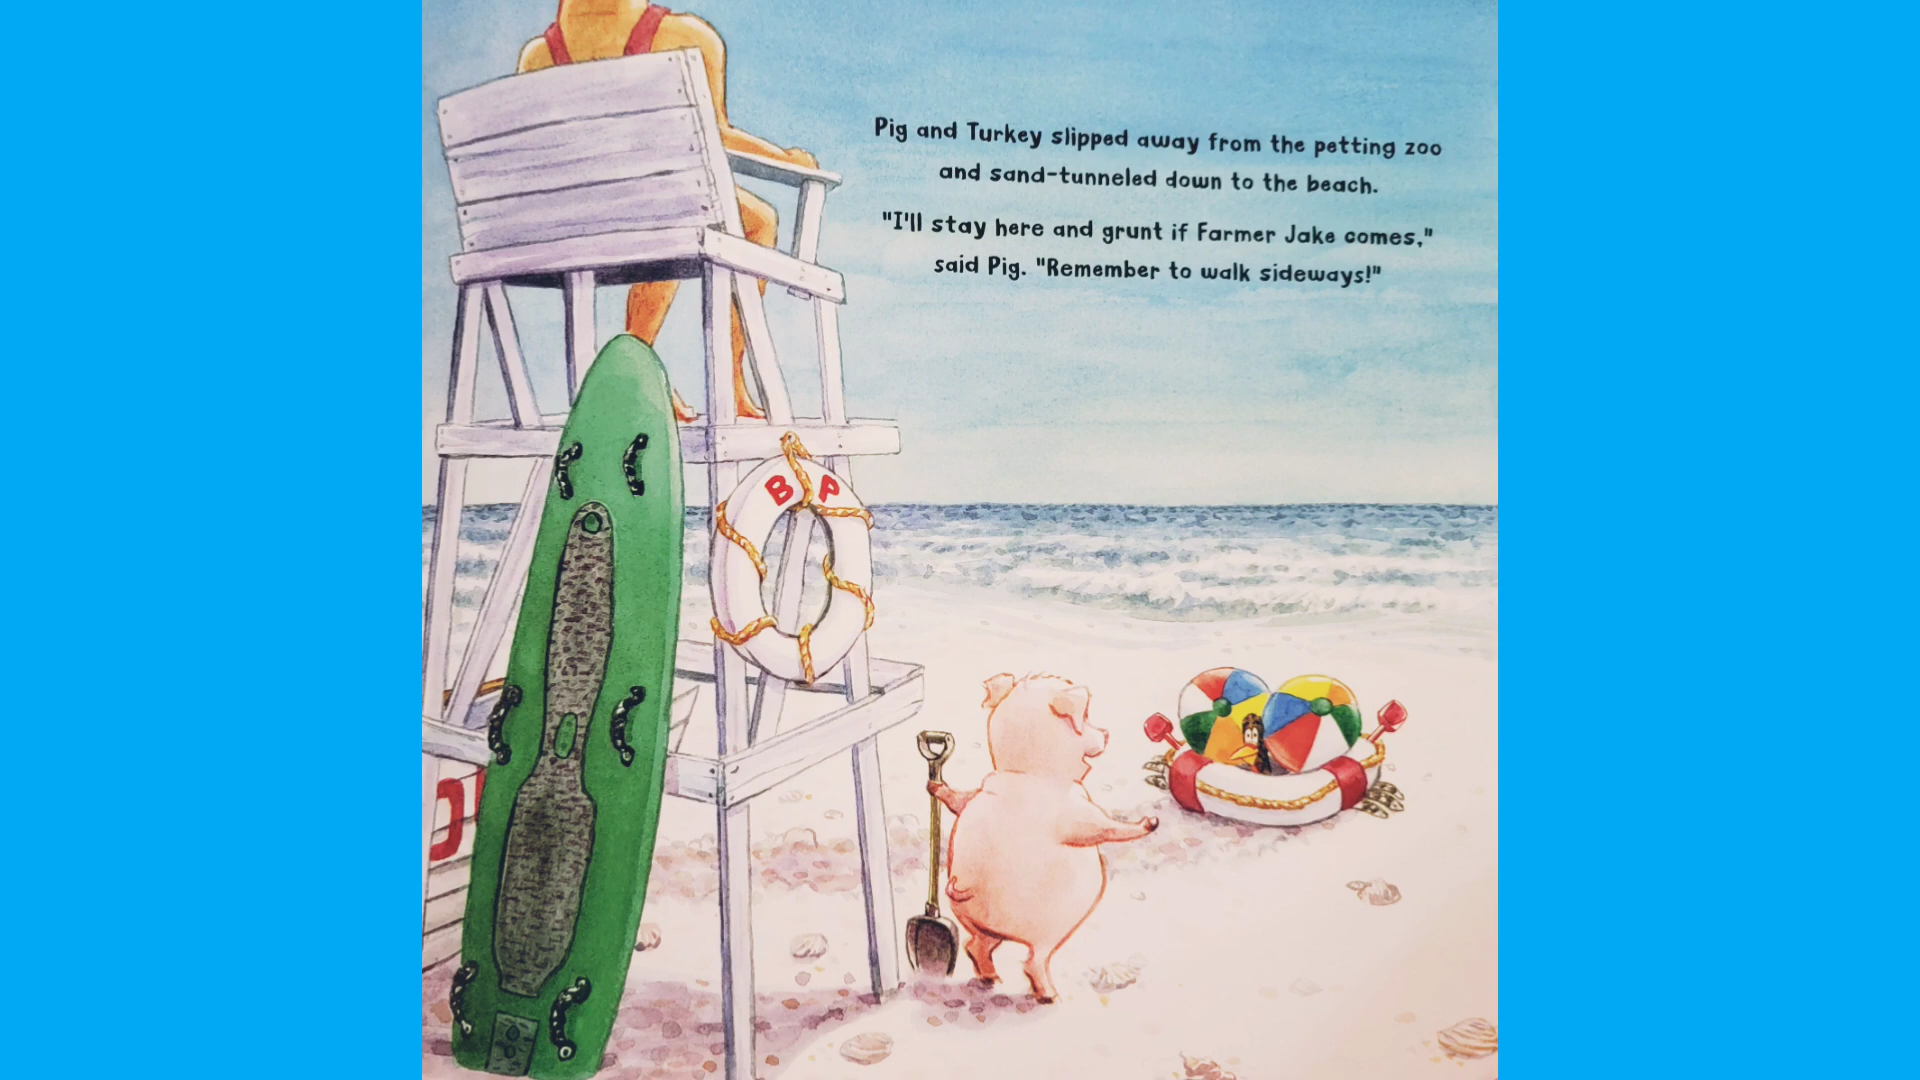 Pig and Turkey slipped away from the petting zoo
and sand-tunneled down to the beach.
"I'll stay here and grunt if Farmer Jake comes,"
said Pig. "Remember to walk sideways!"
B P